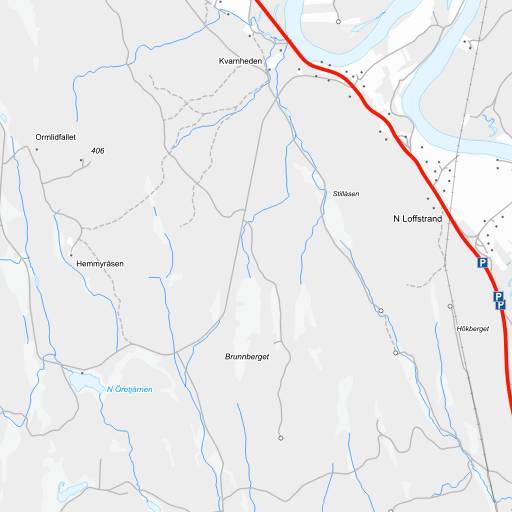 Kvarnheden
Ormlidfallet
406
Stillåsen
N Loffstrand
Hemmyråsen
P
P
P
Hökberget
Brunnberget
N Öretjärnen